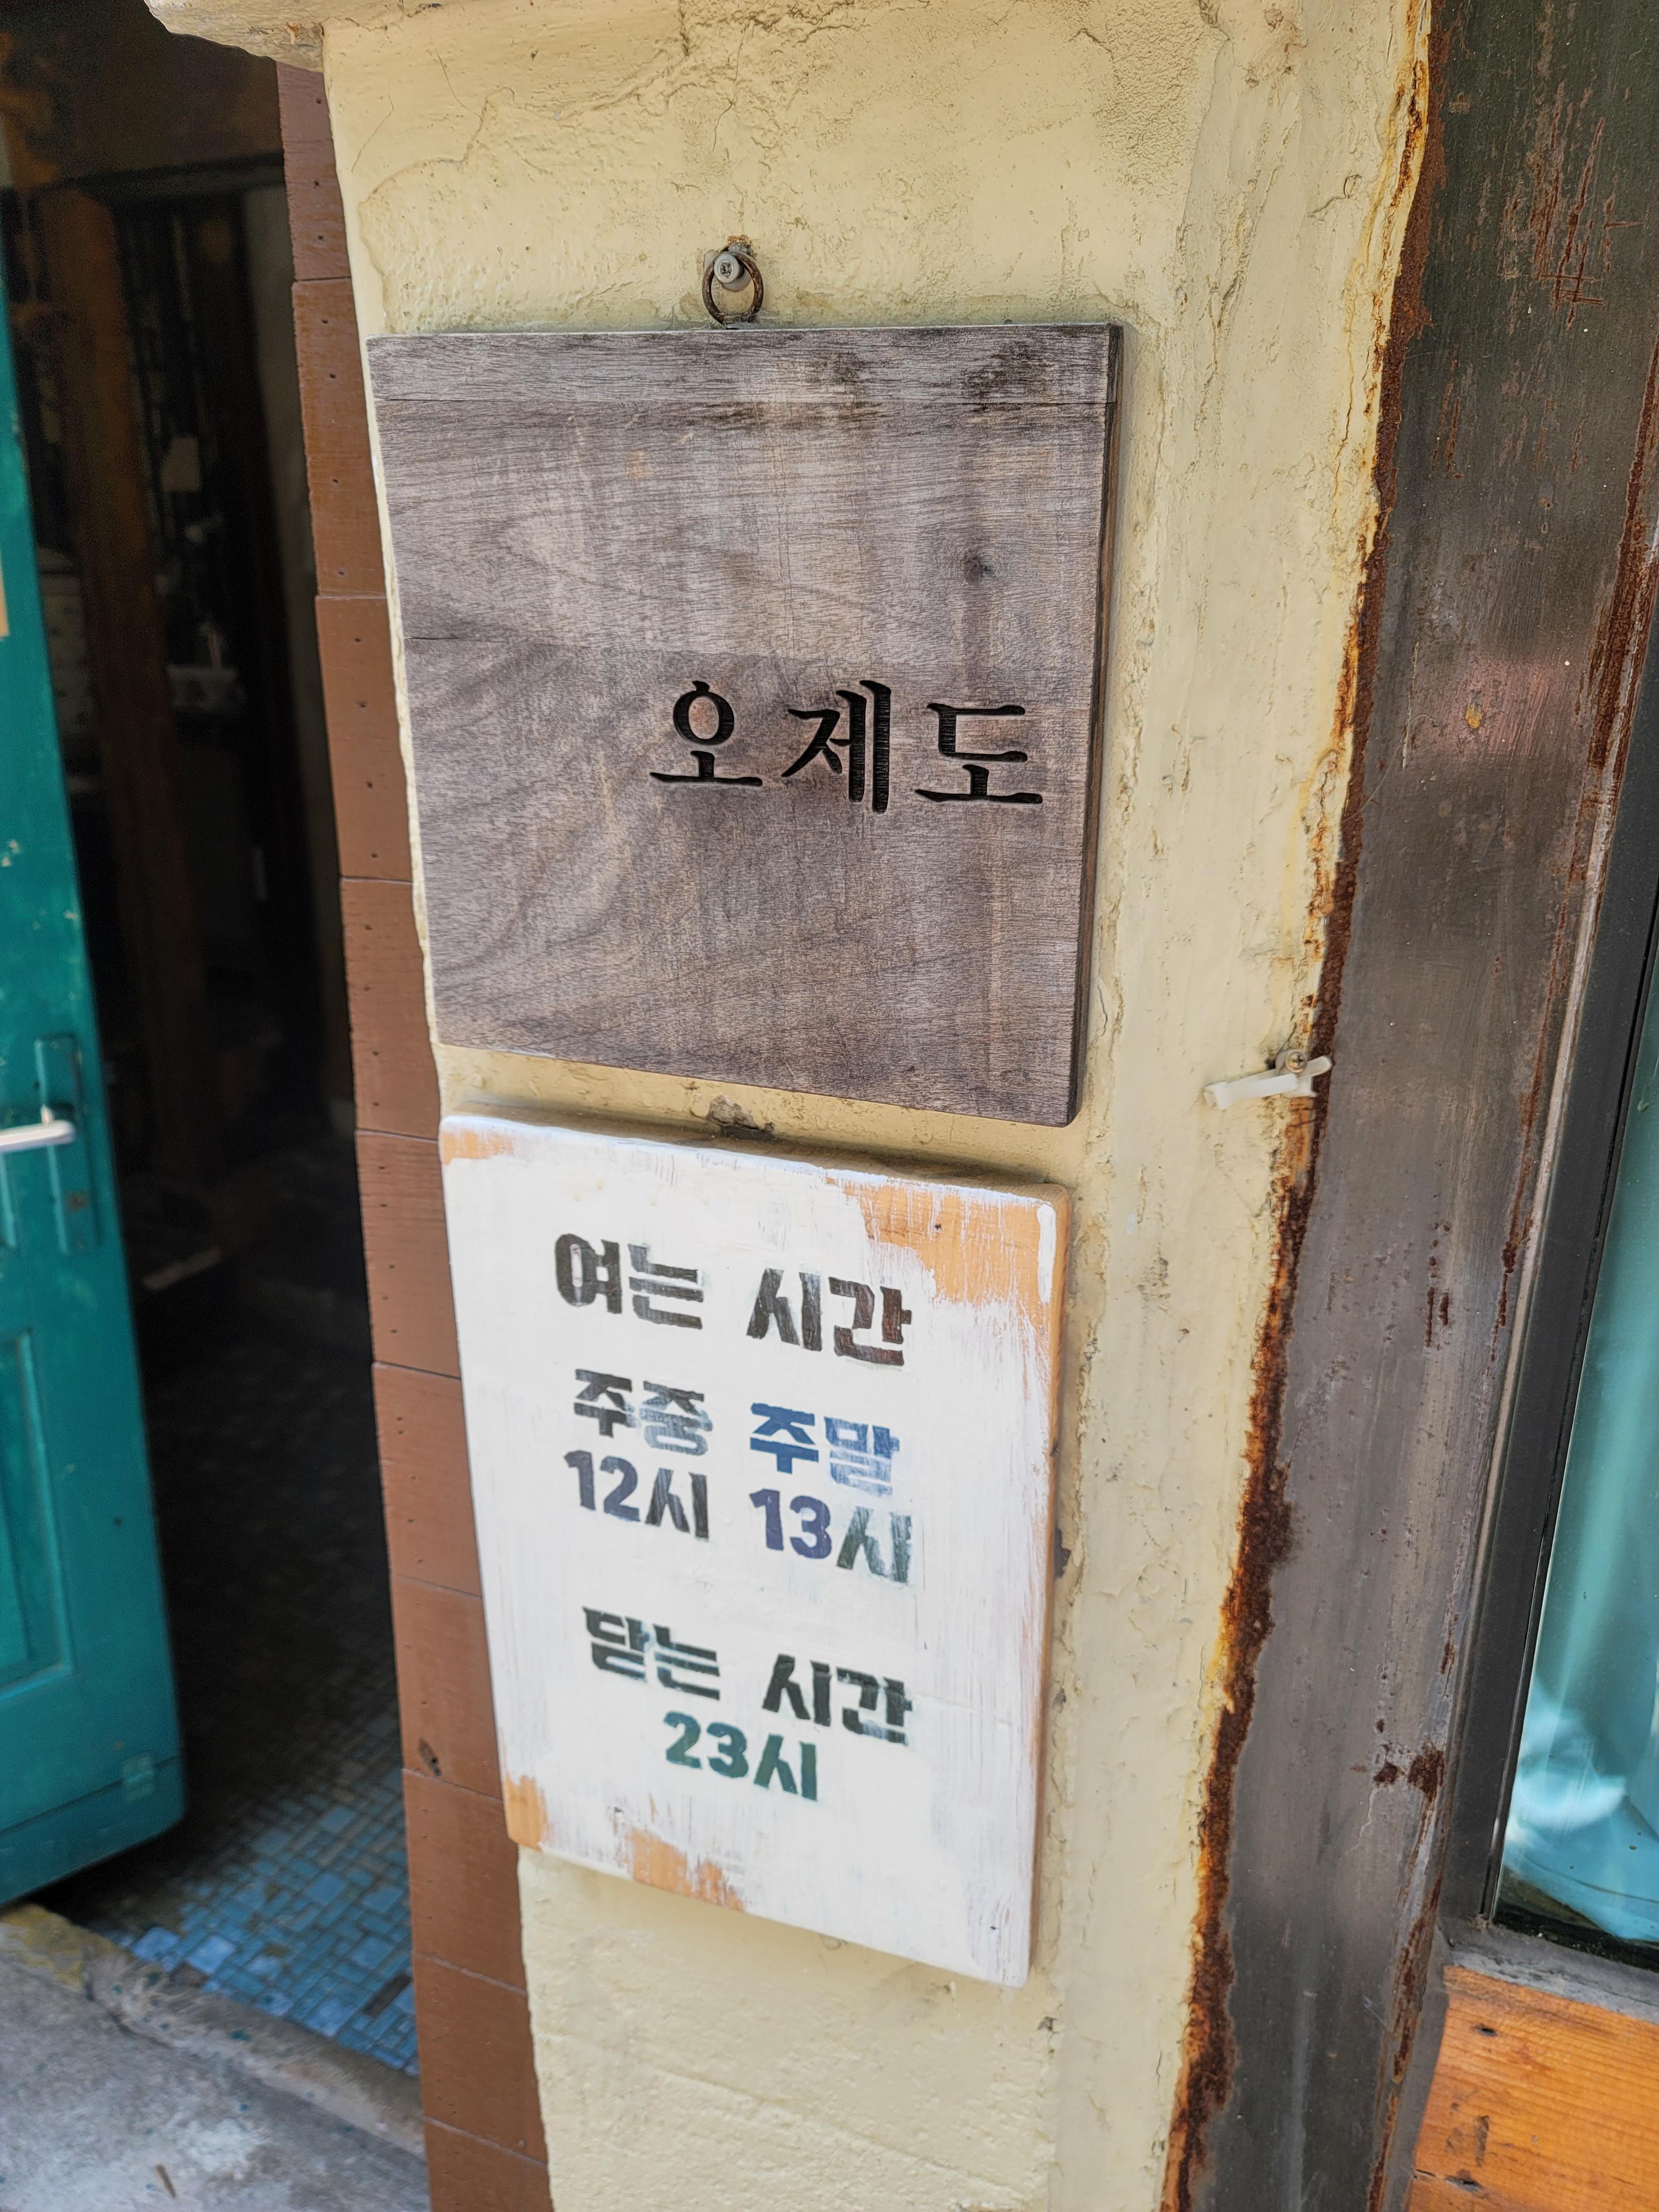 오제도
여는 시간
주중 주말
12시 13시
닫는 시간
23시